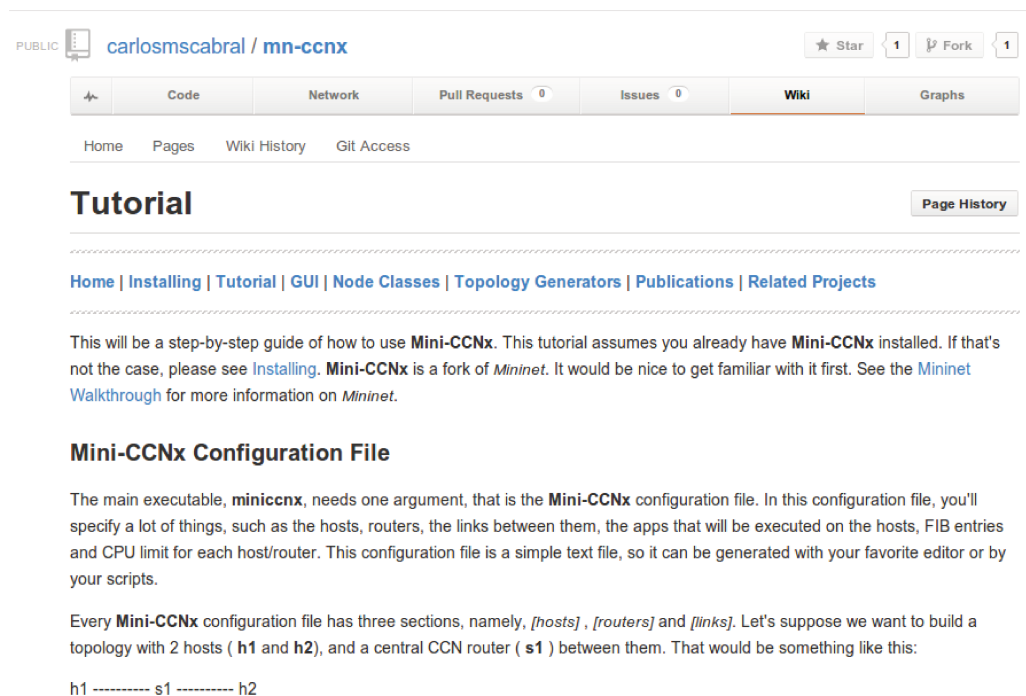 PUBLIC carlosmscabral / mn-ccnx Star 1 Fork 1
Code Network Pull Requests 0 Issues 0 Wiki Graphs
Home Pages Wiki History Git Access
Tutorial Page History
Home | Installing | Tutorial | GUI | Node Classes | Topology Generators | Publications | Related Projects
This will be a step-by-step guide of how to use Mini-CCNx. This tutorial assumes you already have Mini-CCNx installed. If that's
not the case, please see Installing. Mini-CCNx is a fork of Mininet. It would be nice to get familiar with it first. See the Mininet
Walkthrough for more information on Mininet.
Mini-CCNx Configuration File
The main executable, miniccnx, needs one argument, that is the Mini-CCNx configuration file. In this configuration file, you'll
specify a lot of things, such as the hosts, routers, the links between them, the apps that will be executed on the hosts, FIB entries
and CPU limit for each host/router. This configuration file is a simple text file, so it can be generated with your favorite editor or by
your scripts.
Every Mini-CCNx configuration file has three sections, namely, [hosts] , [routers] and [links]. Let's suppose we want to build a
topology with 2 hosts ( h1 and h2), and a central CCN router ( s1 ) between them. That would be something like this:
h1 ---------- s1 ---------- h2